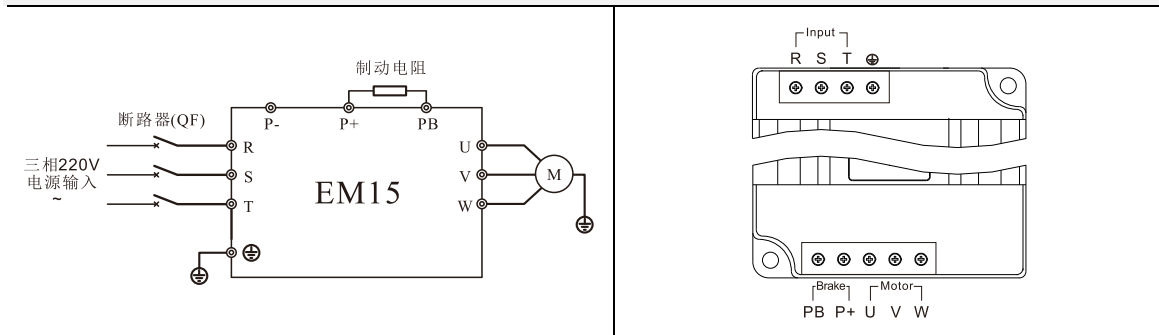 制动电阻
断路器(QF)
P- P+ PB
三相220V
电源输入
~
R
S
T
EM15
U
V
W
M
Input
R S T
Brake Motor
PB P+ U V W